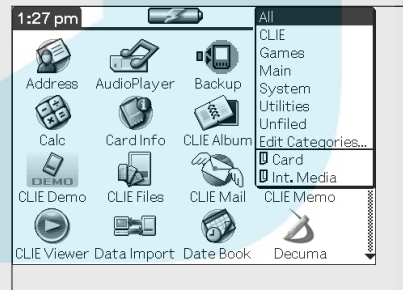 1:27 pm
All
CLIE
Games
Main
System
Utilities
Unfiled
Edit Categories...
Card
Int. Media
Address AudioPlayer Backup
Calc Card Info CLIE Album
DEMO
CLIE Demo CLIE Files CLIE Mail CLIE Memo
CLIE Viewer Data Import Date Book Decuma